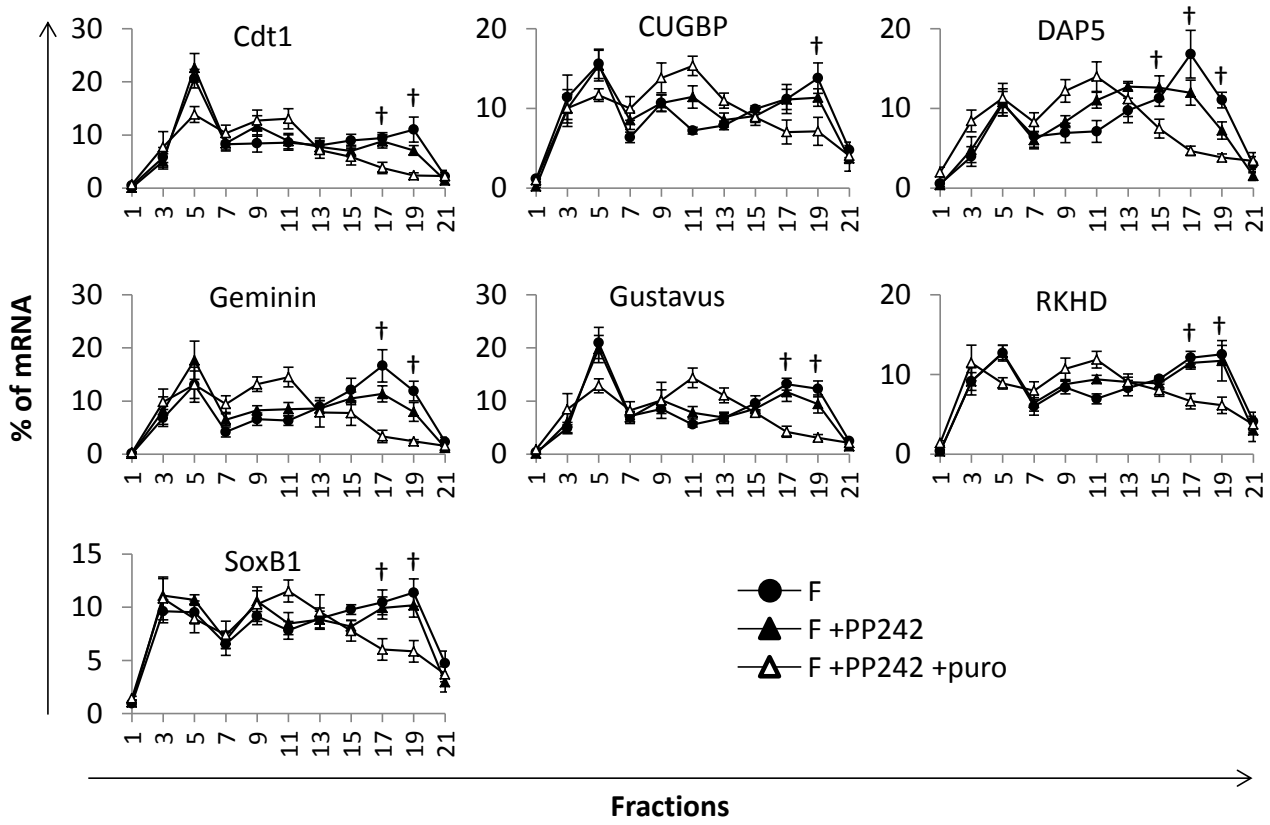 Cdt1
30
20
10
0
† †
1 3 5 7 9 11 13 15 17 19 21
CUGBP
20
10
0
†
1 3 5 7 9 11 13 15 17 19 21
DAP5
20
10
0
† † †
1 3 5 7 9 11 13 15 17 19 21
Geminin
30
20
10
0
† †
1 3 5 7 9 11 13 15 17 19 21
Gustavus
30
20
10
0
† †
1 3 5 7 9 11 13 15 17 19 21
RKHD
20
10
0
† †
1 3 5 7 9 11 13 15 17 19 21
SoxB1
15
10
5
0
† †
1 3 5 7 9 11 13 15 17 19 21
F
F +PP242
F +PP242 +puro
% of mRNA
Fractions